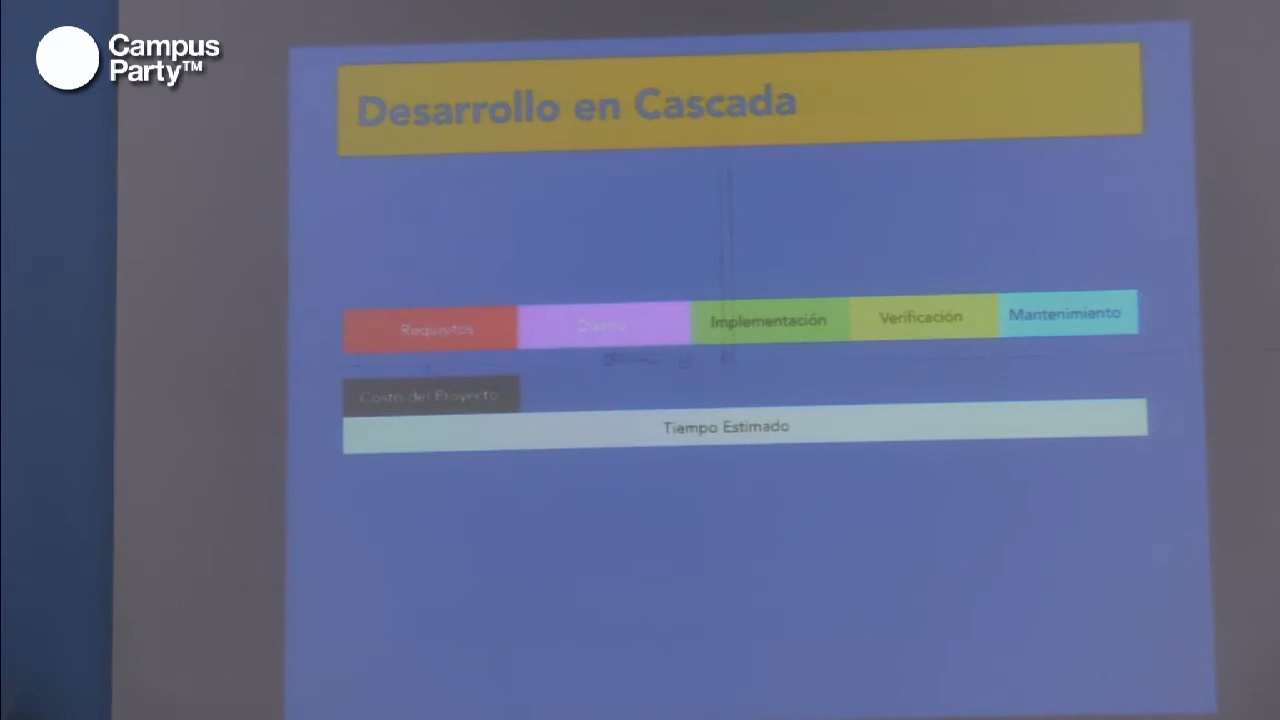 Campus
Party™
Desarrollo en Cascada
Requisitos
Diseño
Implementación
Verificación
Mantenimiento
Costo del Proyecto
Tiempo Estimado